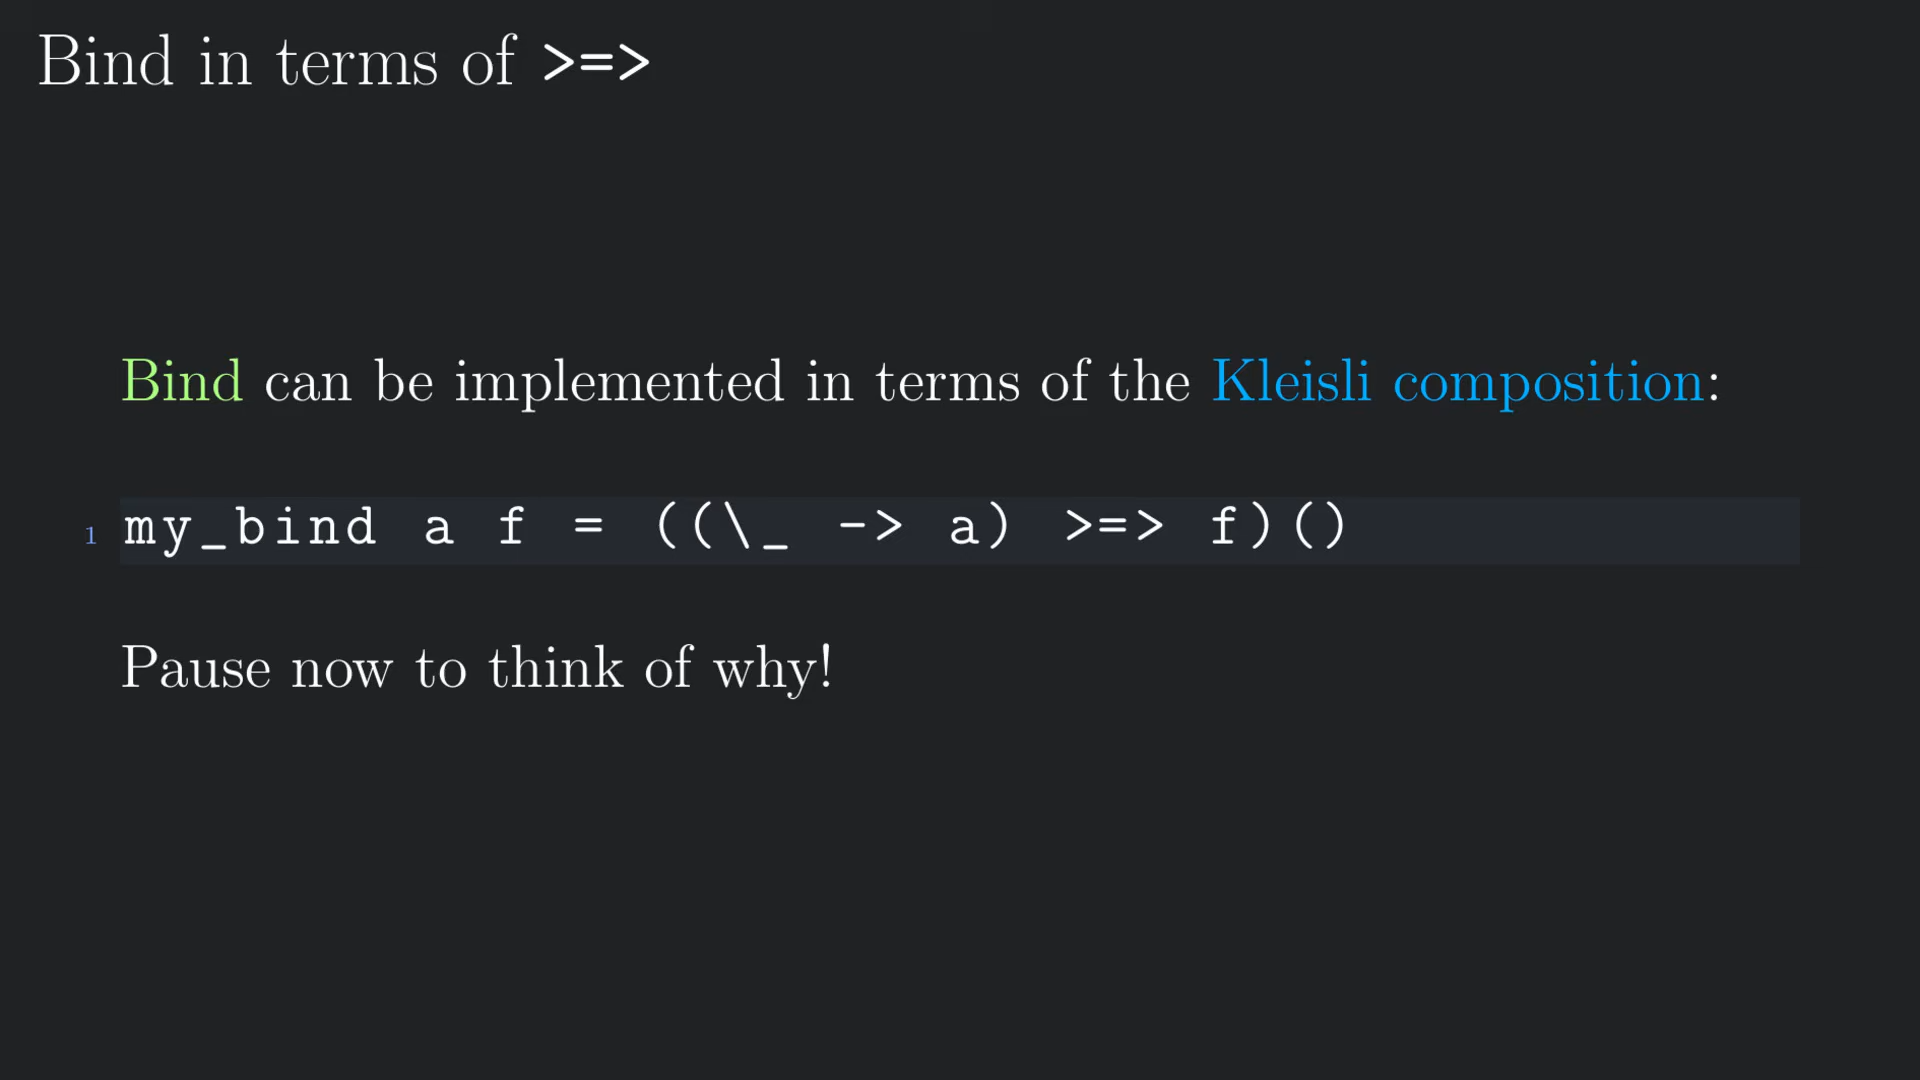 Bind in terms of >=>
Bind can be implemented in terms of the Kleisli composition:
1 my_bind a f = ((\_ -> a) >=> f)()
Pause now to think of why!